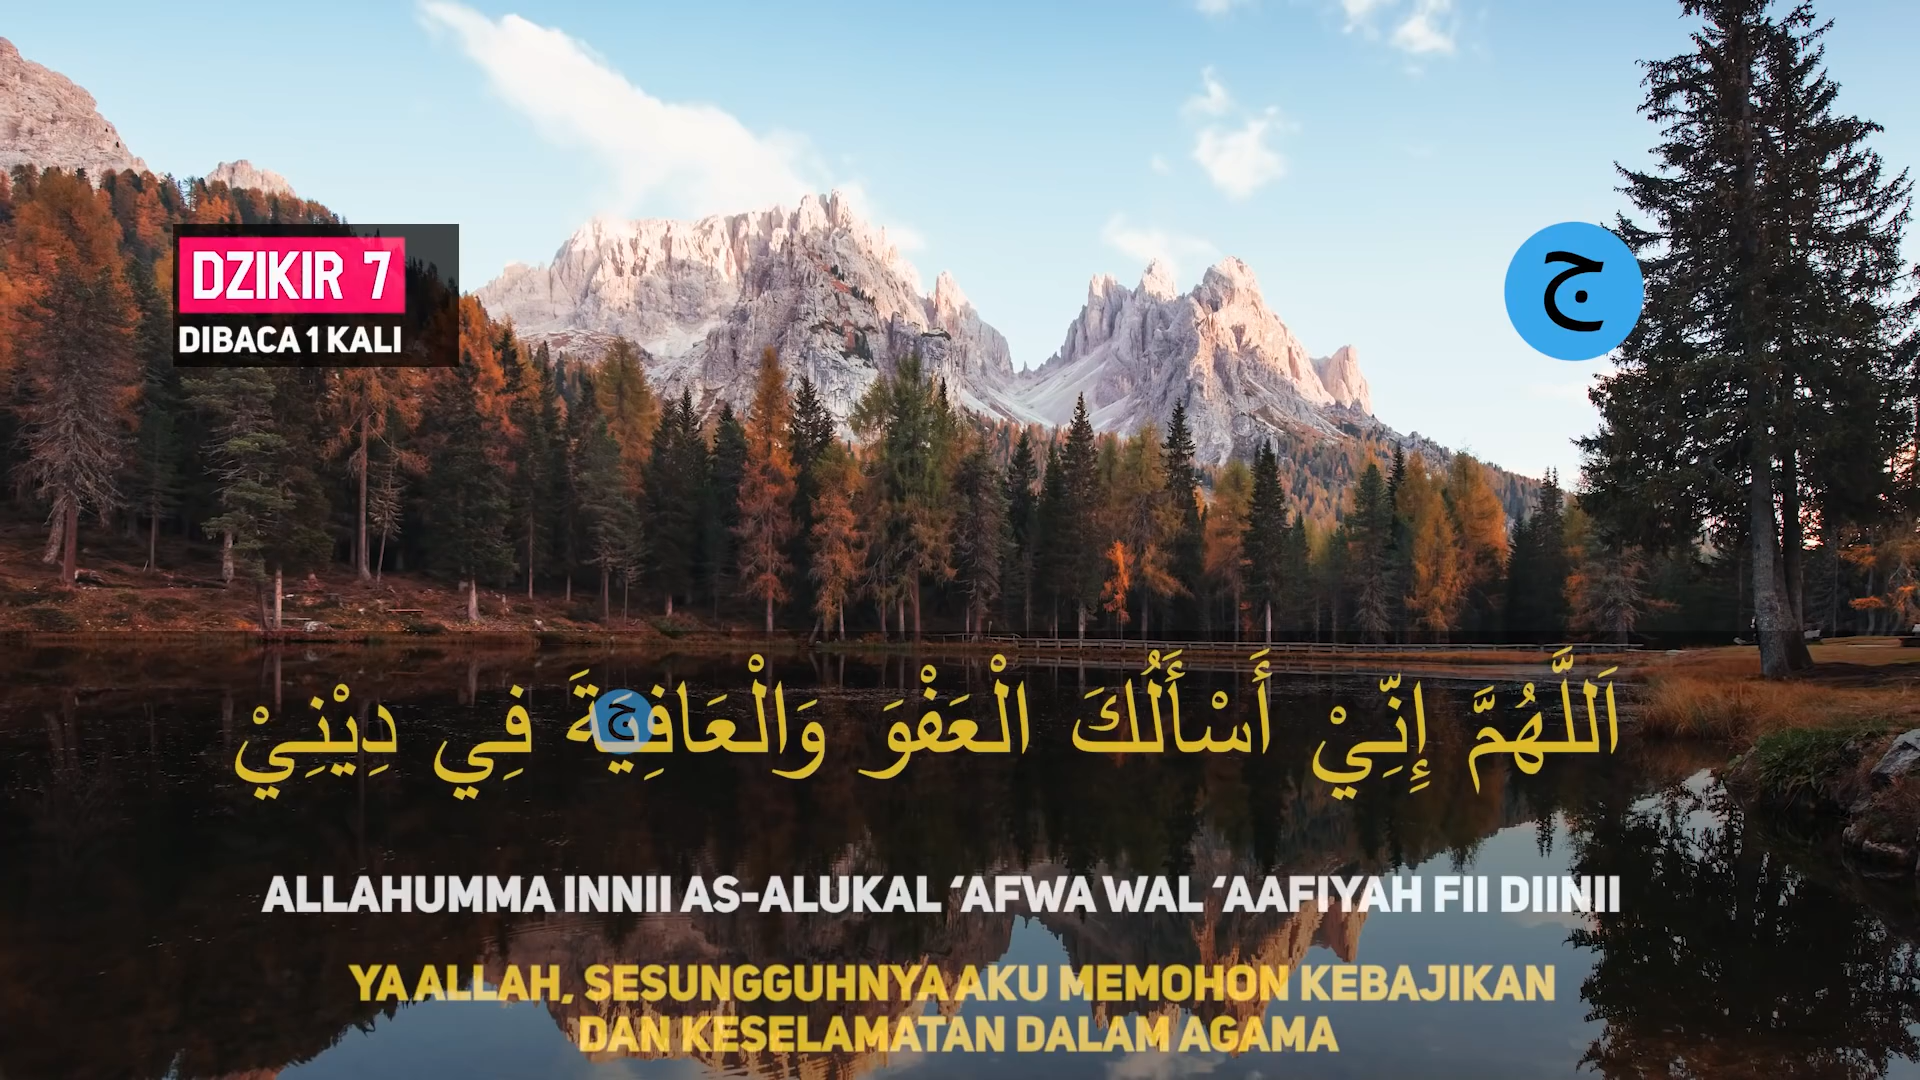 DZIKIR 7
DIBACA 1 KALI
ج
اَللَّهُمَّ إِنِّيْ أَسْأَلُكَ الْعَفْوَ وَالْعَافِيَةَ فِي دِيْنِيْ
ج
ALLAHUMMA INNII AS-ALUKAL ‘AFWA WAL ‘AAFIYAH FII DIINII
YA ALLAH, SESUNGGUHNYA AKU MEMOHON KEBAJIKAN
DAN KESELAMATAN DALAM AGAMA